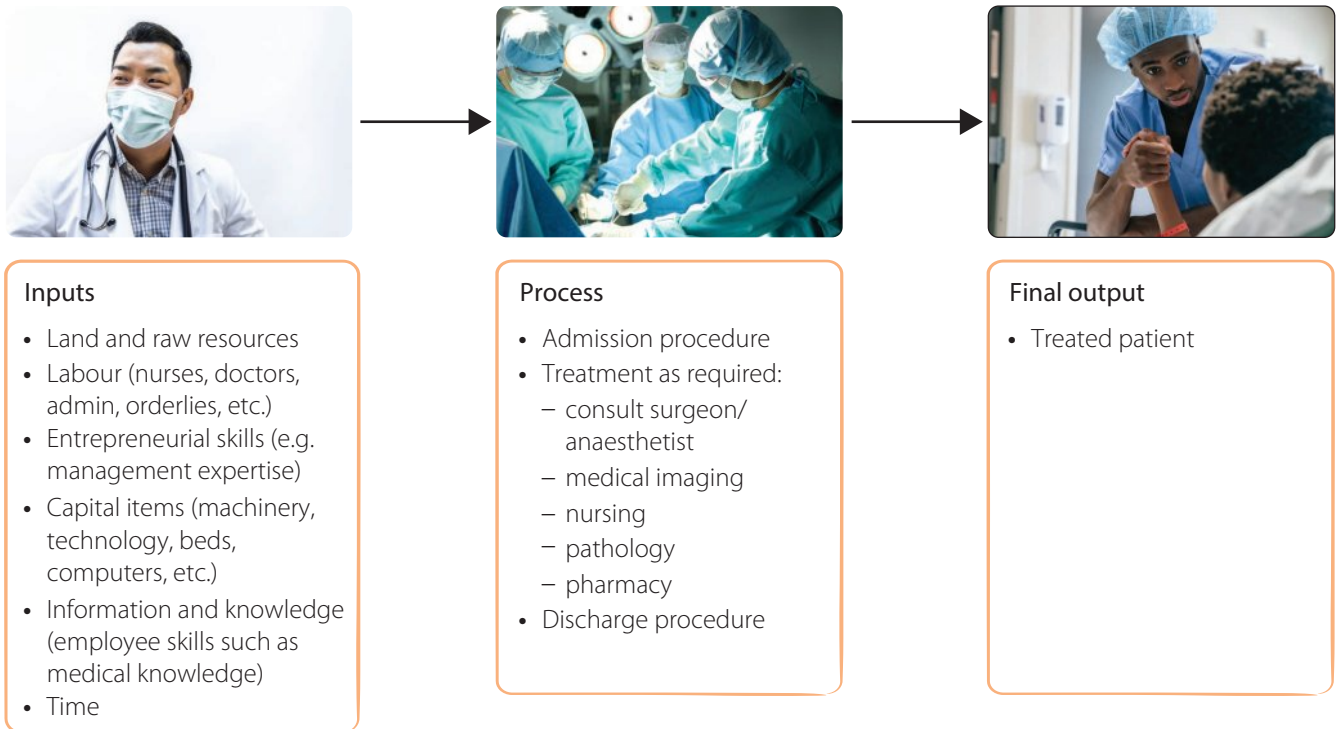 Inputs
• Land and raw resources
• Labour (nurses, doctors,
admin, orderlies, etc.)
• Entrepreneurial skills (e.g.
management expertise)
• Capital items (machinery,
technology, beds,
computers, etc.)
• Information and knowledge
(employee skills such as
medical knowledge)
• Time
Process
• Admission procedure
• Treatment as required:
– consult surgeon/
anaesthetist
– medical imaging
– nursing
– pathology
– pharmacy
• Discharge procedure
Final output
• Treated patient